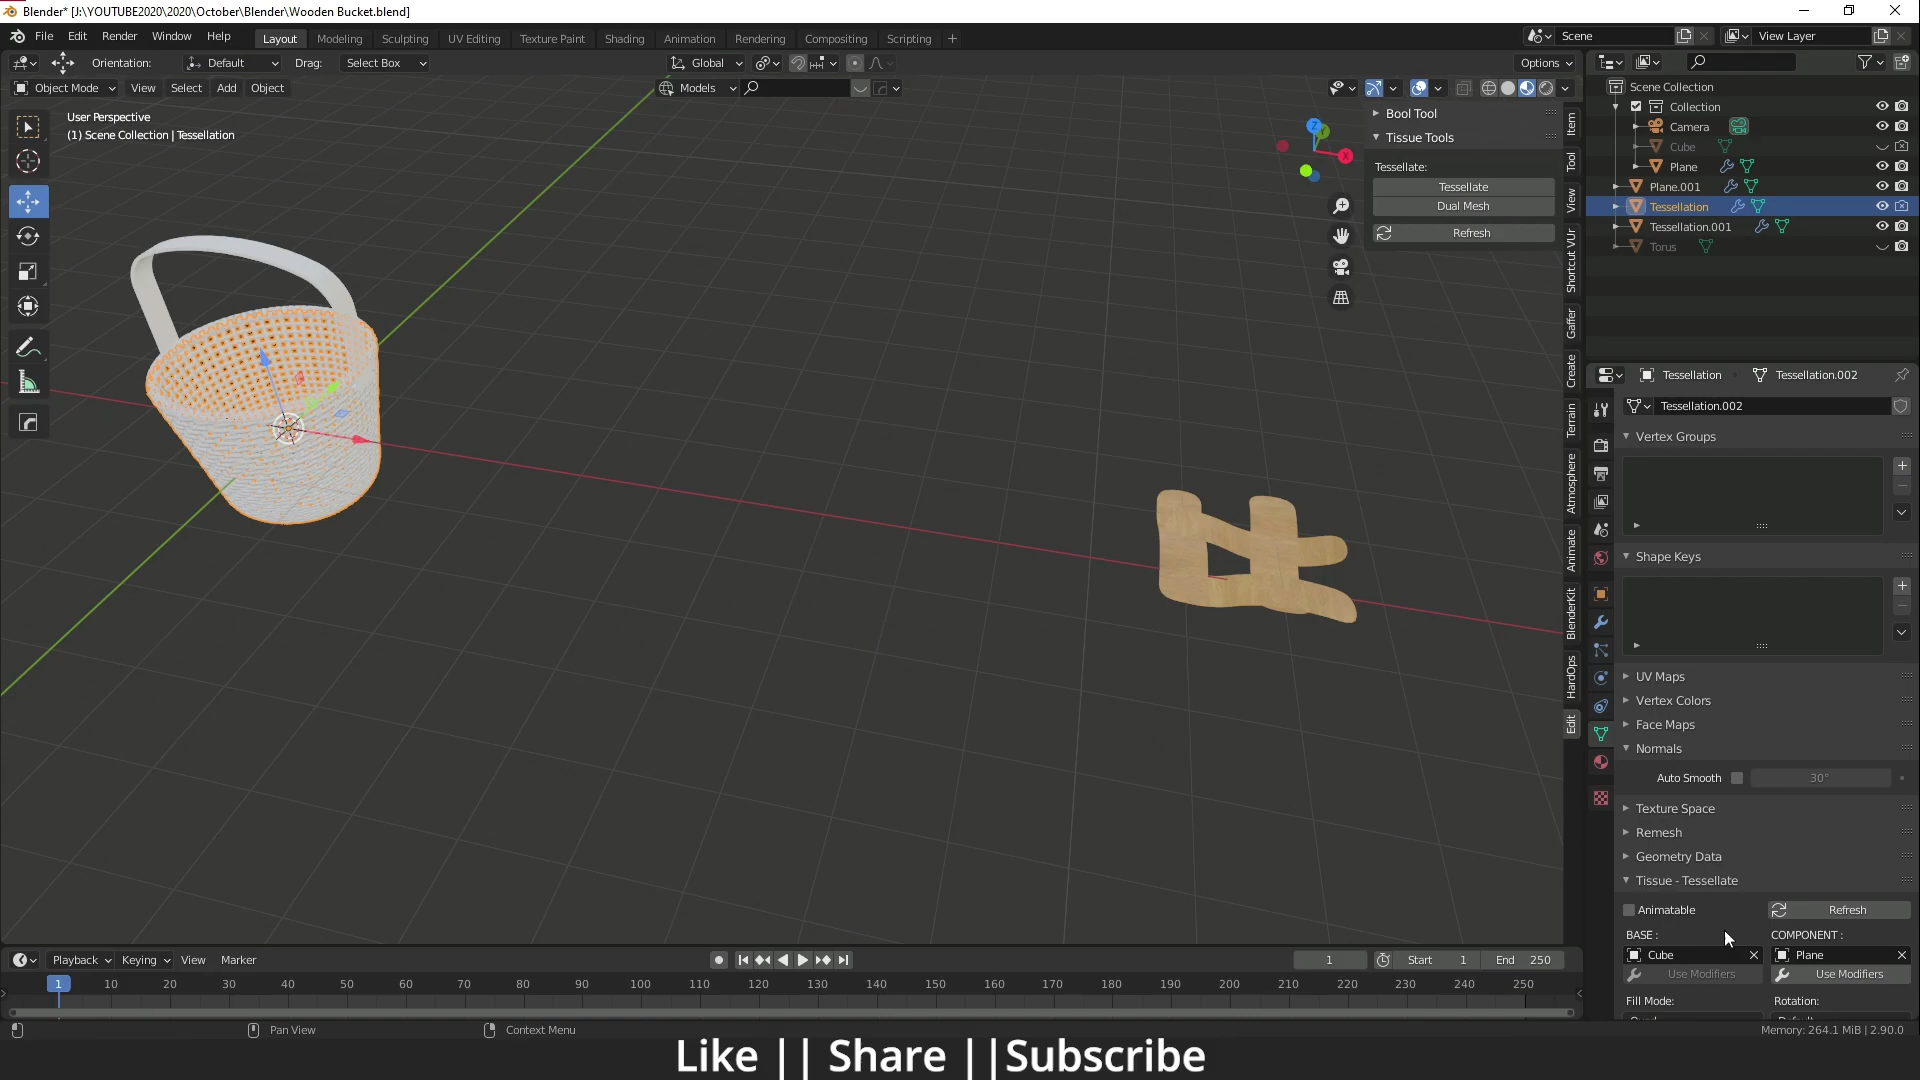 Blender* [J:\YOUTUBE2020\2020\October\Blender\Wooden Bucket.blend]
File Edit Render Window Help Layout Modeling Sculpting UV Editing Texture Paint Shading Animation Rendering Compositing Scripting Scene View Layer
Orientation: Default Drag: Select Box Global Options
Object Mode View Select Add Object Models
User Perspective
(1) Scene Collection | Tessellation
Bool Tool
Tissue Tools
Tessellate:
Tessellate
Dual Mesh
Refresh
Z
Y
X
Item
Tool
View
Shortcut VUr
Gaffer
Create
Terrain
Atmosphere
Animate
BlenderKit
HardOps
Edit
Scene Collection
Collection
Camera
Cube
Plane
Plane.001
Tessellation
Tessellation.001
Torus
Tessellation Tessellation.002
Tessellation.002
Vertex Groups
Shape Keys
UV Maps
Vertex Colors
Face Maps
Normals
Auto Smooth 30°
Texture Space
Remesh
Geometry Data
Tissue - Tessellate
Animatable Refresh
BASE : COMPONENT :
Cube Plane
Use Modifiers Use Modifiers
Fill Mode: Rotation:
Playback Keying View Marker 1 Start 1 End 250
1 10 20 30 40 50 60 70 80 90 100 110 120 130 140 150 160 170 180 190 200 210 220 230 240 250
Pan View Context Menu Memory: 264.1 MiB | 2.90.0
Like || Share ||Subscribe